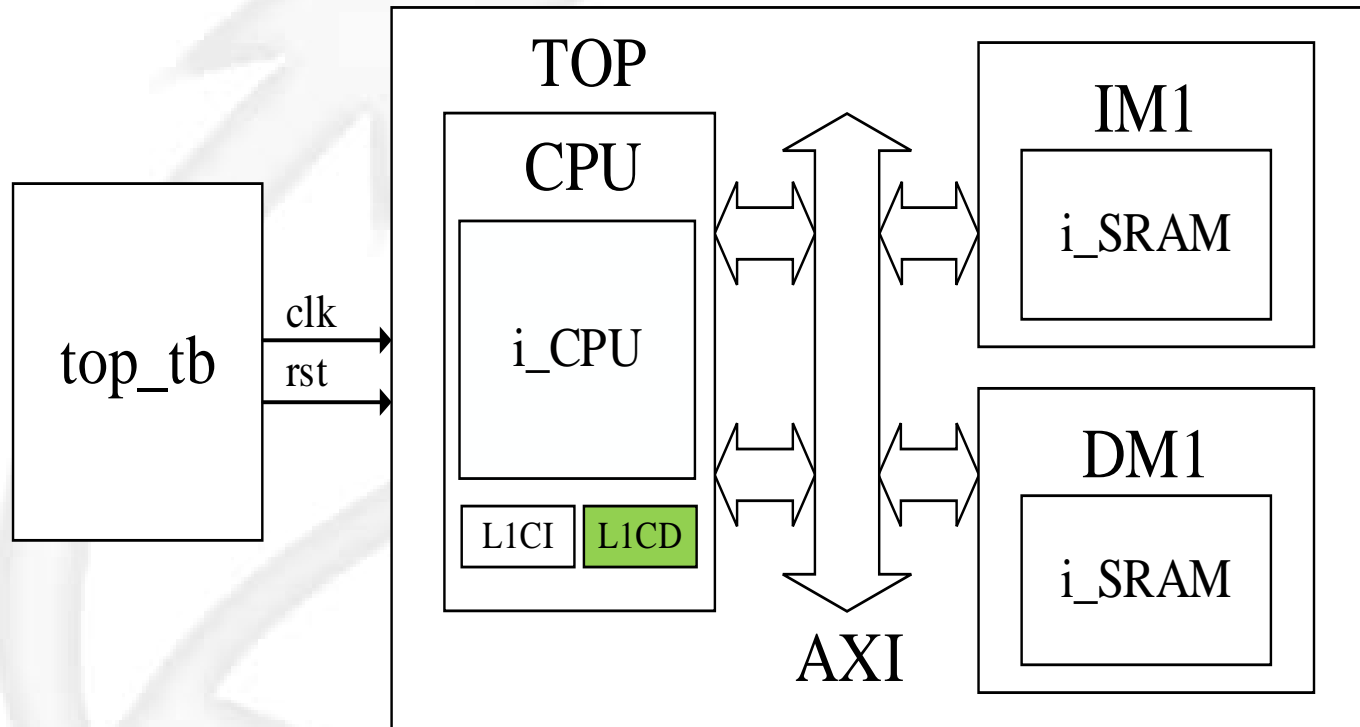 TOP
CPU
i_CPU
L1CI
L1CD
top_tb
clk
rst
AXI
IM1
i_SRAM
DM1
i_SRAM